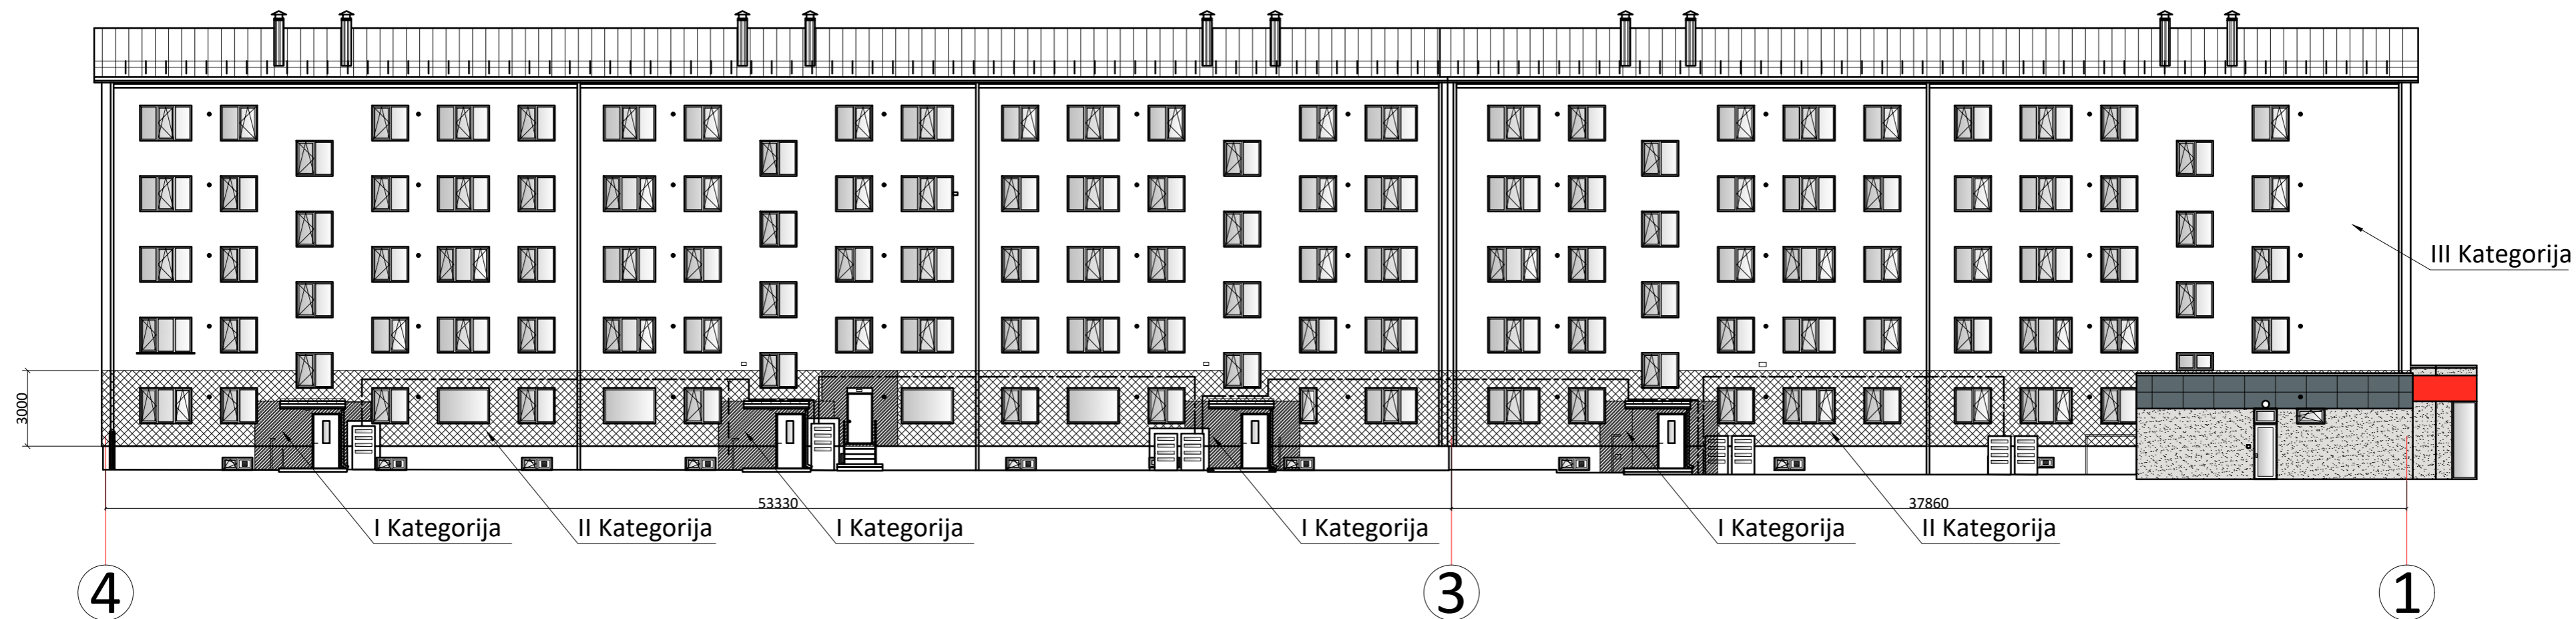 III Kategorija
3000
53330
37860
I Kategorija
II Kategorija
I Kategorija
I Kategorija
I Kategorija
II Kategorija
4
3
1